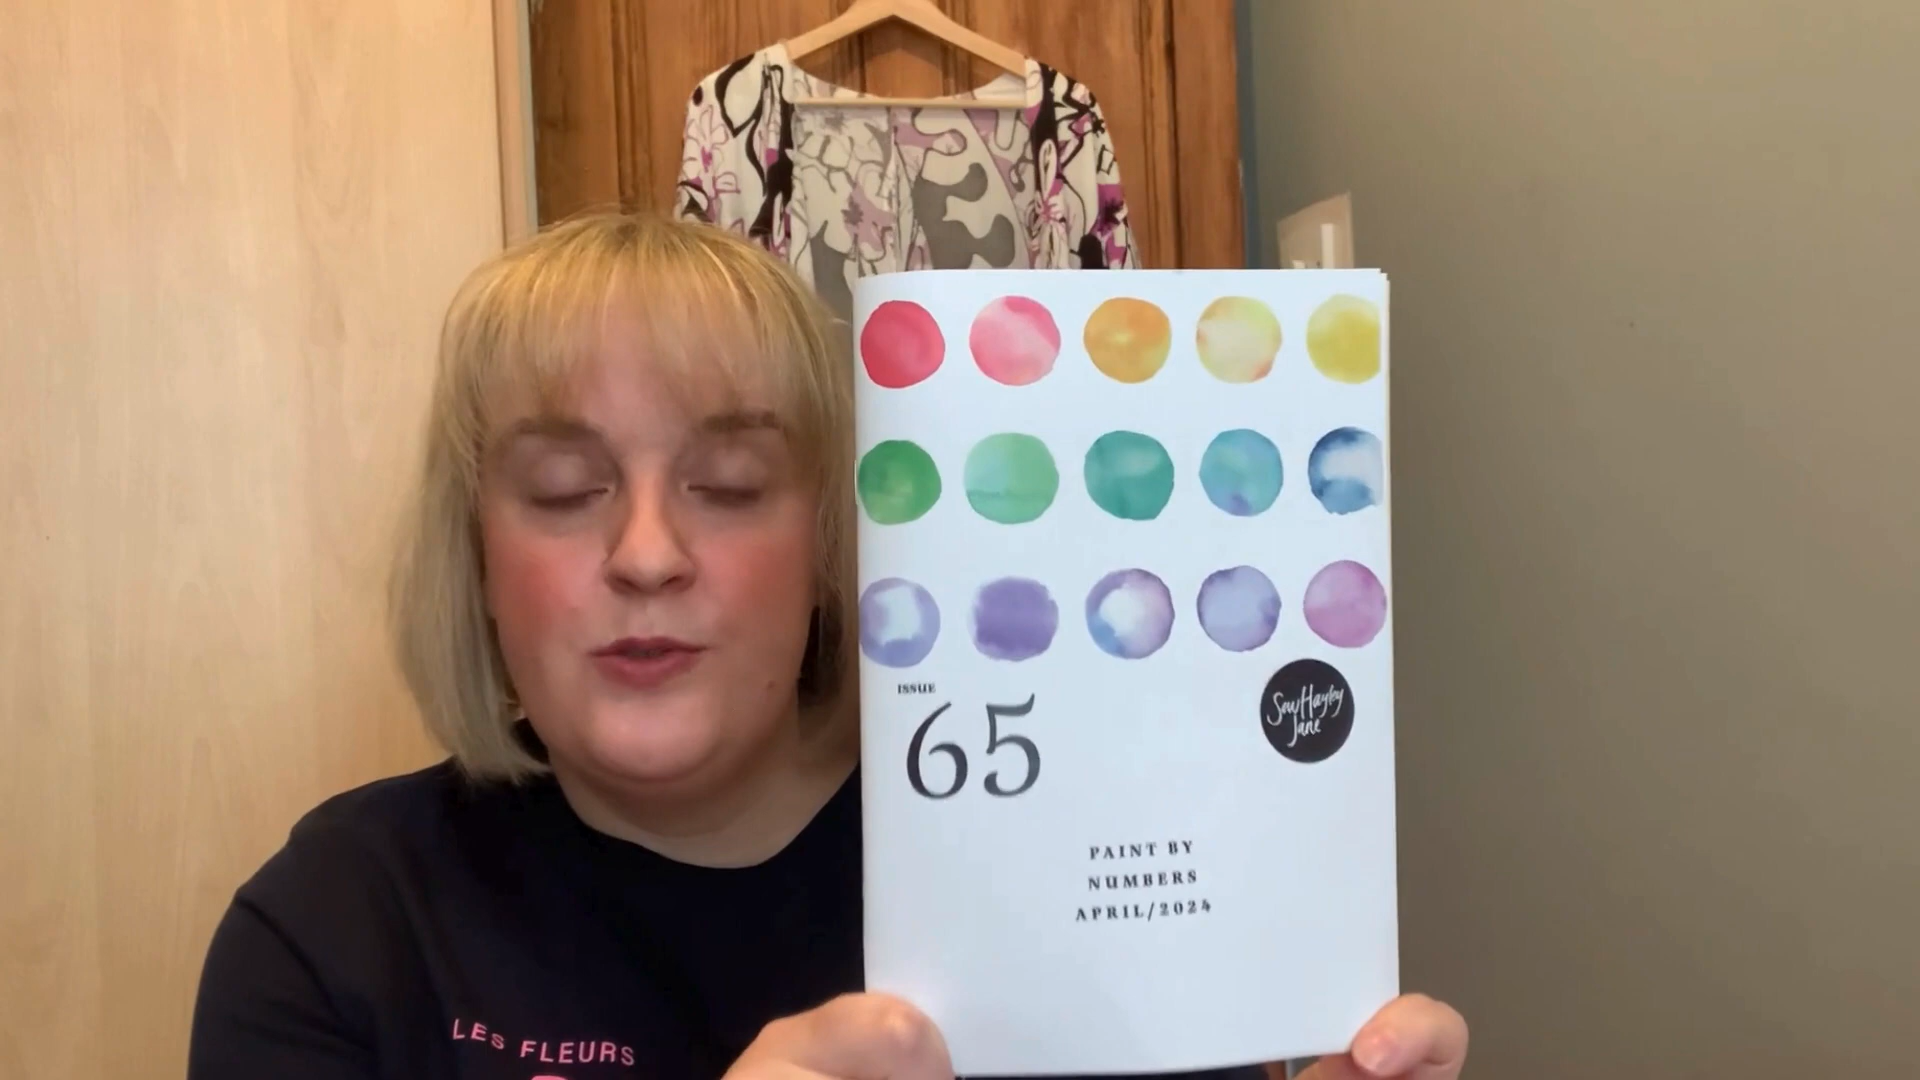 ISSUE
65
Sew Hayley
Jane
PAINT BY
NUMBERS
APRIL/2024
LES FLEURS